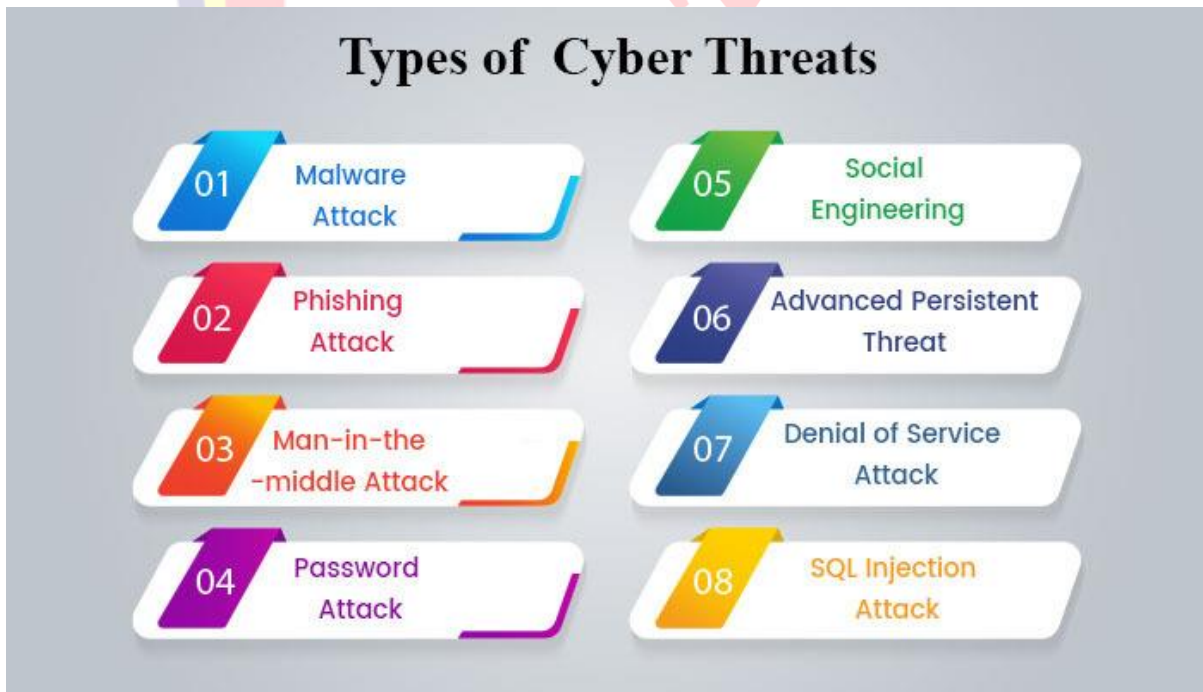 Types of Cyber Threats
01
Malware
Attack
02
Phishing
Attack
03
Man-in-the
-middle Attack
04
Password
Attack
05
Social
Engineering
06
Advanced Persistent
Threat
07
Denial of Service
Attack
08
SQL Injection
Attack